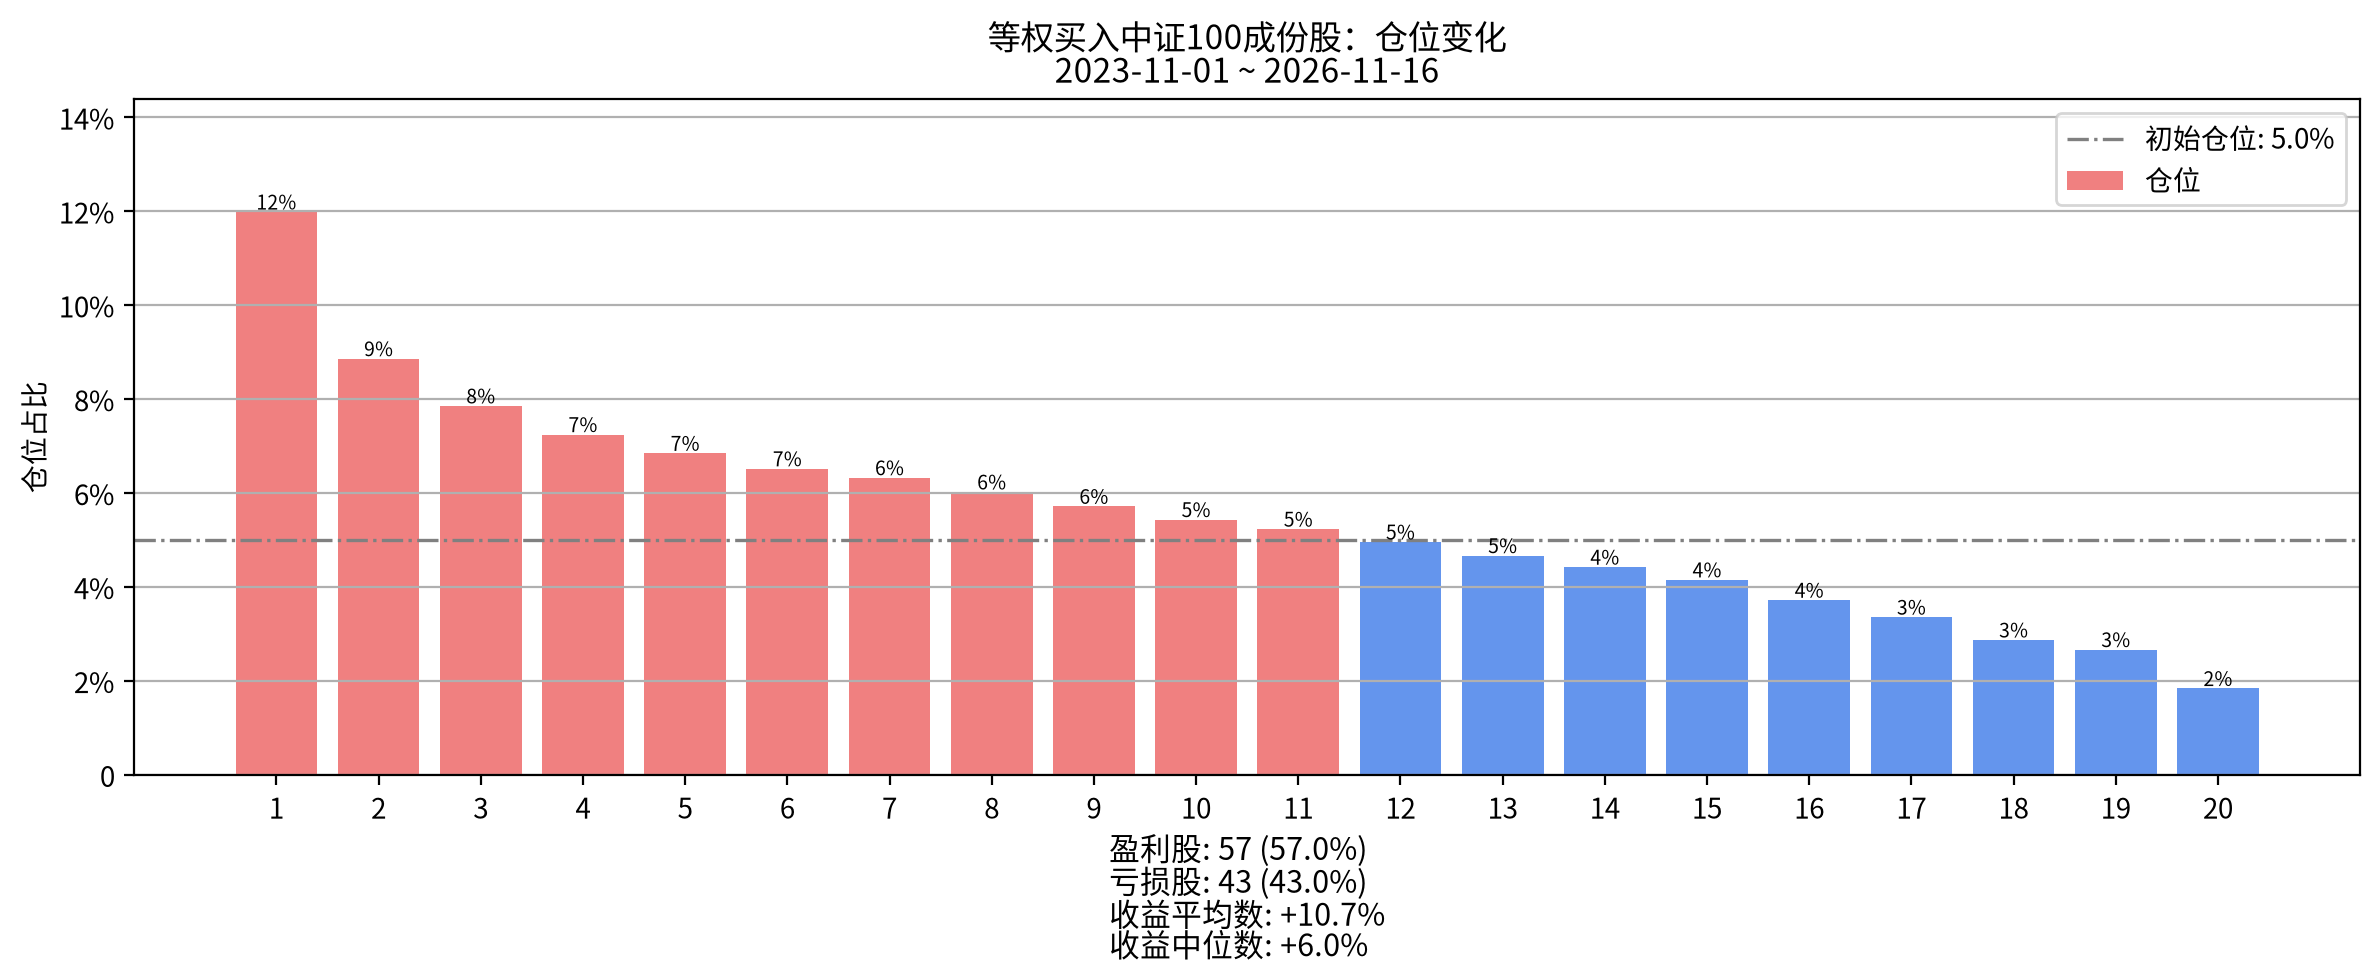 等权买入中证100成份股：仓位变化
2023-11-01 ~ 2026-11-16
仓位占比
14%
12%
10%
8%
6%
4%
2%
0
初始仓位: 5.0%
仓位
12%
9%
8%
7%
7%
7%
6%
6%
6%
5%
5%
5%
5%
4%
4%
4%
3%
3%
3%
2%
1 2 3 4 5 6 7 8 9 10 11 12 13 14 15 16 17 18 19 20
盈利股: 57 (57.0%)
亏损股: 43 (43.0%)
收益平均数: +10.7%
收益中位数: +6.0%